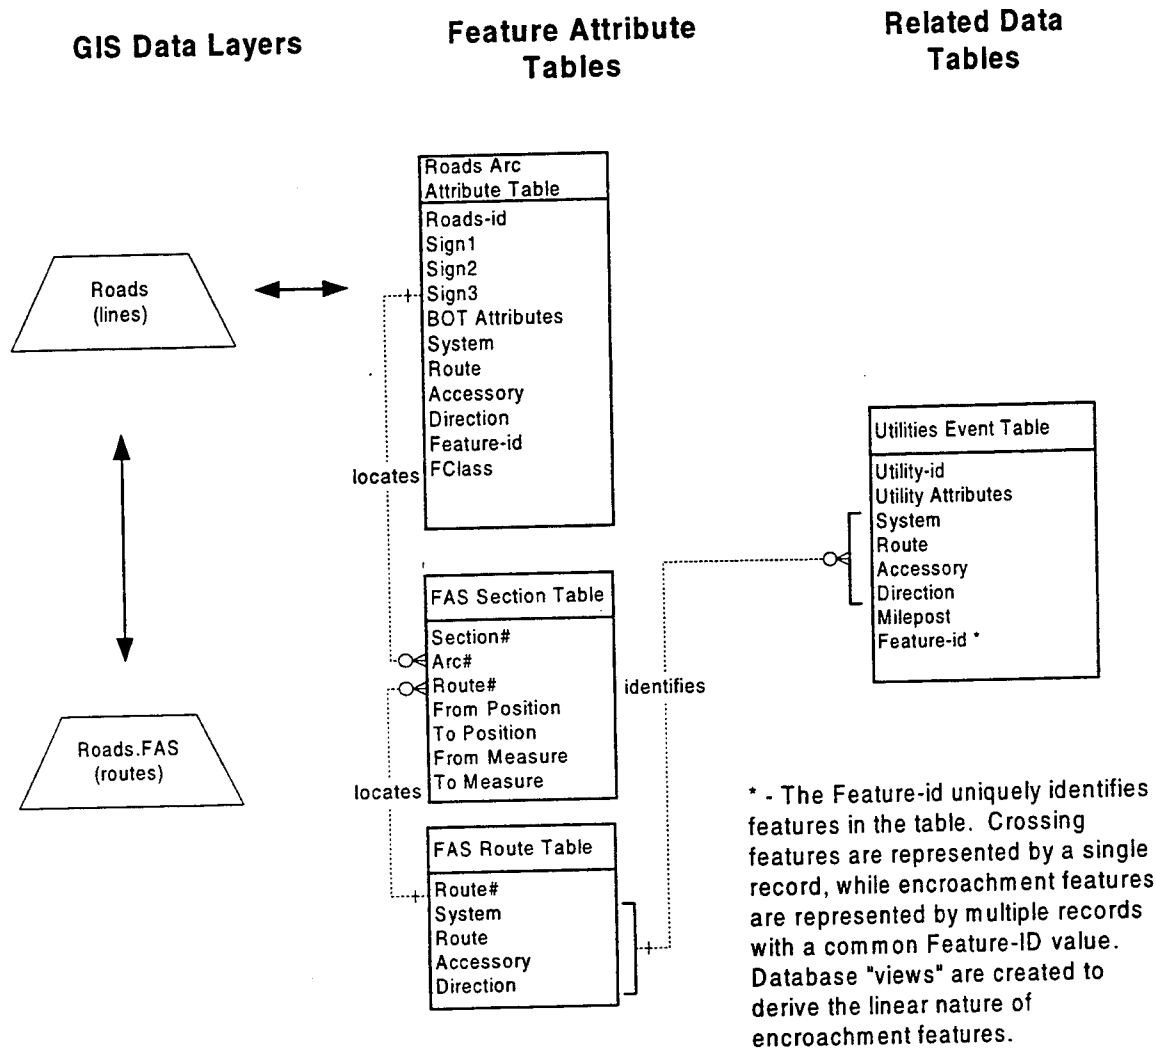 GIS Data Layers
Feature Attribute
Tables
Related Data
Tables
Roads
(lines)
Roads.FAS
(routes)
Roads Arc
Attribute Table
Roads-id
Sign1
Sign2
Sign3
BOT Attributes
System
Route
Accessory
Direction
Feature-id
FClass
locates
FAS Section Table
Section#
Arc#
Route#
From Position
To Position
From Measure
To Measure
locates
identifies
FAS Route Table
Route#
System
Route
Accessory
Direction
Utilities Event Table
Utility-id
Utility Attributes
System
Route
Accessory
Direction
Milepost
Feature-id *
* - The Feature-id uniquely identifies
features in the table. Crossing
features are represented by a single
record, while encroachment features
are represented by multiple records
with a common Feature-ID value.
Database "views" are created to
derive the linear nature of
encroachment features.